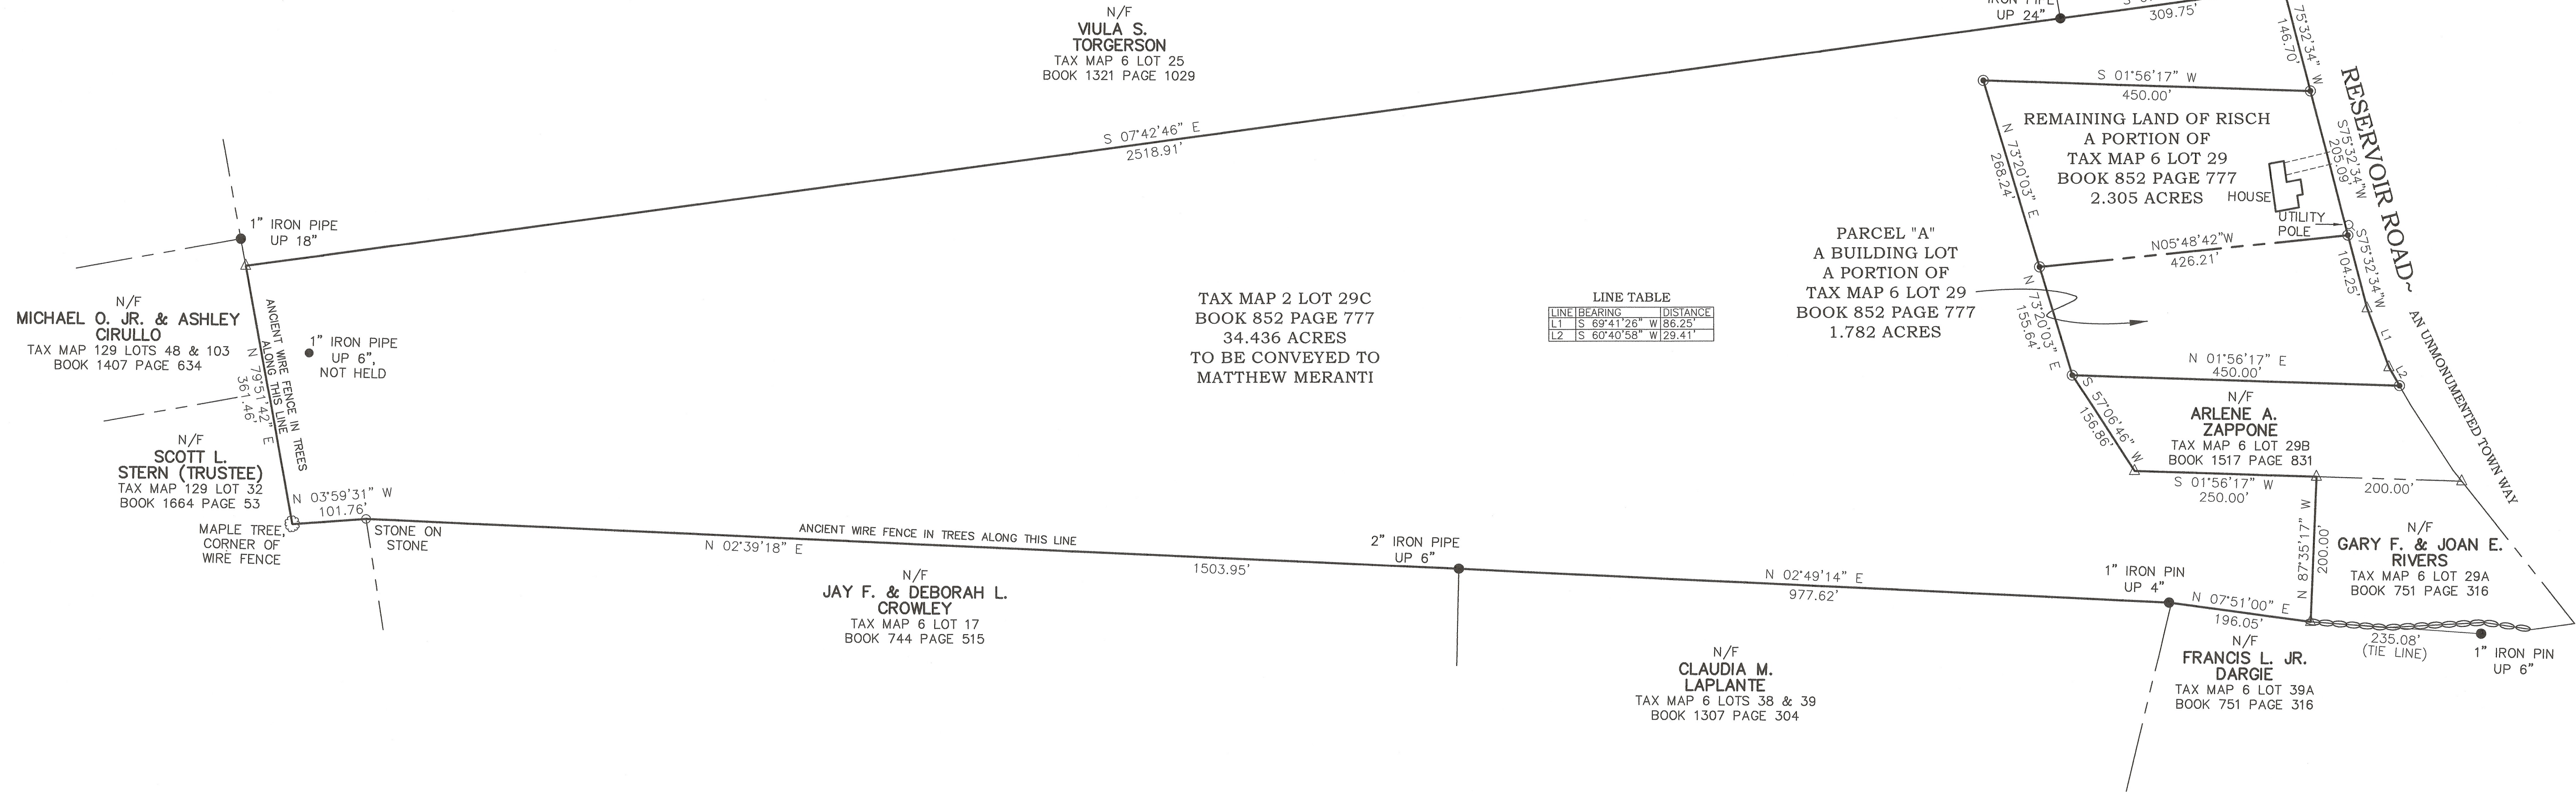 N/F
VIULA S.
TORGERSON
TAX MAP 6 LOT 25
BOOK 1321 PAGE 1029
UP 24"
309.75'
75°32'34" W
146.70'
S 07°42'46" E
2518.91'
S 01°56'17" W
450.00'
REMAINING LAND OF RISCH
A PORTION OF
TAX MAP 6 LOT 29
BOOK 852 PAGE 777
2.305 ACRES
HOUSE
UTILITY
POLE
N 73°20'03" E
268.24'
S75°32'34"W
205.09'
RESERVOIR ROAD~
AN UNMONUMENTED TOWN WAY
N05°48'42"W
426.21'
S75°32'34"W
104.25'
L1
L2
PARCEL "A"
A BUILDING LOT
A PORTION OF
TAX MAP 6 LOT 29
BOOK 852 PAGE 777
1.782 ACRES
N 73°20'03" E
155.64'
N 01°56'17" E
450.00'
1" IRON PIPE
UP 18"
N/F
MICHAEL O. JR. & ASHLEY
CIRULLO
TAX MAP 129 LOTS 48 & 103
BOOK 1407 PAGE 634
ANCIENT WIRE FENCE IN TREES
ALONG THIS LINE
N 79°51'42" E
361.46'
1" IRON PIPE
UP 6",
NOT HELD
TAX MAP 2 LOT 29C
BOOK 852 PAGE 777
34.436 ACRES
TO BE CONVEYED TO
MATTHEW MERANTI
LINE TABLE
LINE BEARING DISTANCE
L1 S 69°41'26" W 86.25'
L2 S 60°40'58" W 29.41'
N/F
SCOTT L.
STERN (TRUSTEE)
TAX MAP 129 LOT 32
BOOK 1664 PAGE 53
N 03°59'31" W
101.76'
MAPLE TREE,
CORNER OF
WIRE FENCE
STONE ON
STONE
ANCIENT WIRE FENCE IN TREES ALONG THIS LINE
N 02°39'18" E
1503.95'
N/F
JAY F. & DEBORAH L.
CROWLEY
TAX MAP 6 LOT 17
BOOK 744 PAGE 515
2" IRON PIPE
UP 6"
N 02°49'14" E
977.62'
N/F
CLAUDIA M.
LAPLANTE
TAX MAP 6 LOTS 38 & 39
BOOK 1307 PAGE 304
1" IRON PIN
UP 4"
N 07°51'00" E
196.05'
S 57°06'46" W
156.86'
N/F
ARLENE A.
ZAPPONE
TAX MAP 6 LOT 29B
BOOK 1517 PAGE 831
S 01°56'17" W
250.00'
200.00'
N 87°35'17" W
200.00'
N/F
GARY F. & JOAN E.
RIVERS
TAX MAP 6 LOT 29A
BOOK 751 PAGE 316
235.08'
(TIE LINE)
1" IRON PIN
UP 6"
N/F
FRANCIS L. JR.
DARGIE
TAX MAP 6 LOT 39A
BOOK 751 PAGE 316